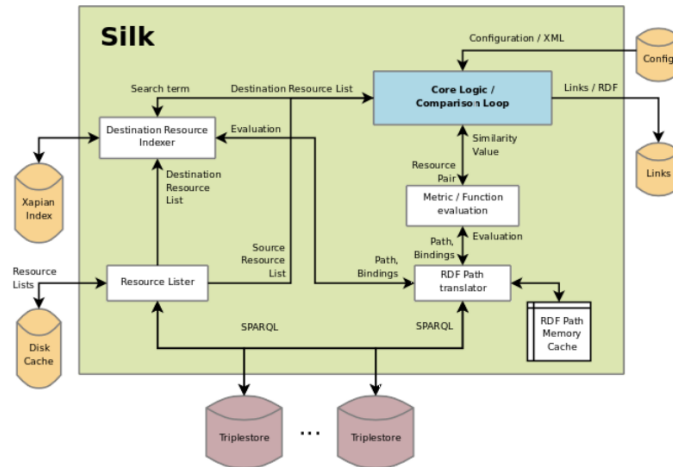 Silk
Configuration / XML
Config
Search term
Destination Resource List
Core Logic /
Comparison Loop
Links / RDF
Destination Resource
Indexer
Evaluation
Similarity
Value
Resource
Pair
Links
Xapian
Index
Destination
Resource
List
Metric / Function
evaluation
Source
Resource
List
Path,
Bindings
Path,
Bindings
Evaluation
Resource
Lists
Resource Lister
RDF Path
translator
Disk
Cache
SPARQL
SPARQL
RDF Path
Memory
Cache
Triplestore
...
Triplestore